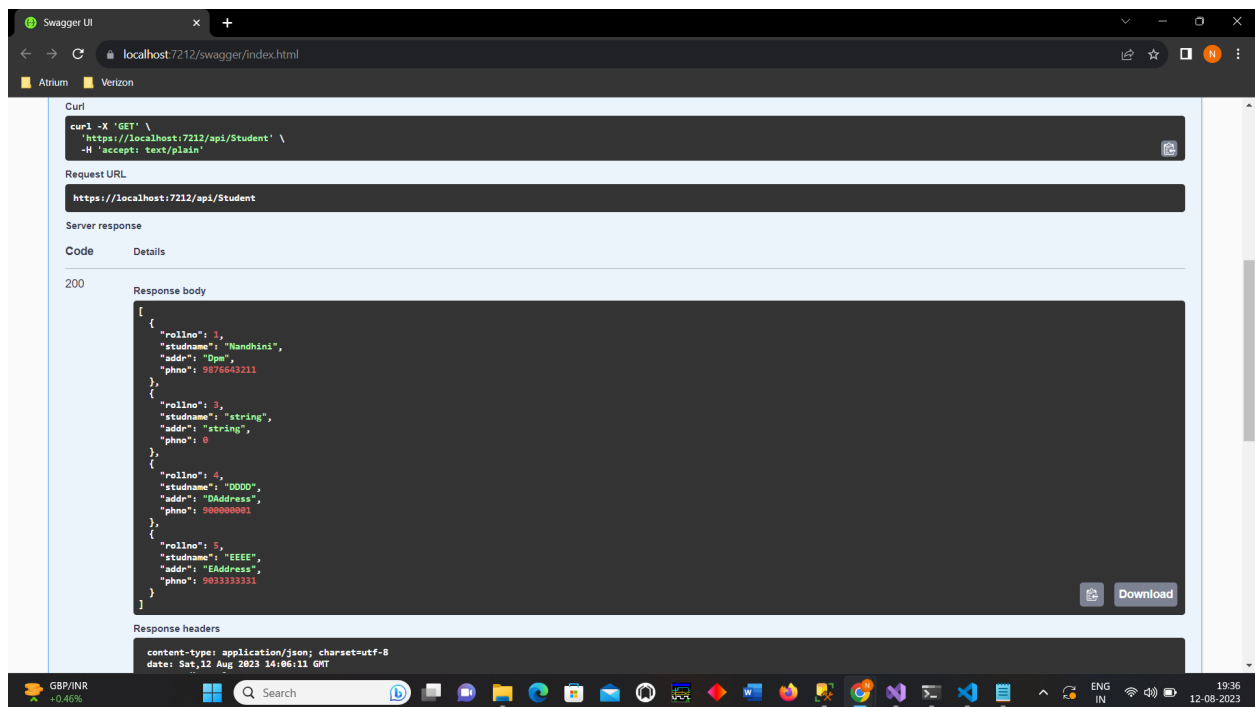 Swagger UI
localhost:7212/swagger/index.html
N
Atrium Verizon
Curl
curl -X 'GET' \
'https://localhost:7212/api/Student' \
-H 'accept: text/plain'
Request URL
https://localhost:7212/api/Student
Server response
Code Details
200
Response body
[
{
"rollno": 1,
"studname": "Nandhini",
"addr": "Dpm",
"phno": 9876643211
},
{
"rollno": 3,
"studname": "string",
"addr": "string",
"phno": 0
},
{
"rollno": 4,
"studname": "DDDD",
"addr": "DAddress",
"phno": 900000001
},
{
"rollno": 5,
"studname": "EEEE",
"addr": "EAddress",
"phno": 9033333331
}
]
Download
Response headers
content-type: application/json; charset=utf-8
date: Sat,12 Aug 2023 14:06:11 GMT
GBP/INR
+0.46%
Search
ENG
IN
19:36
12-08-2023